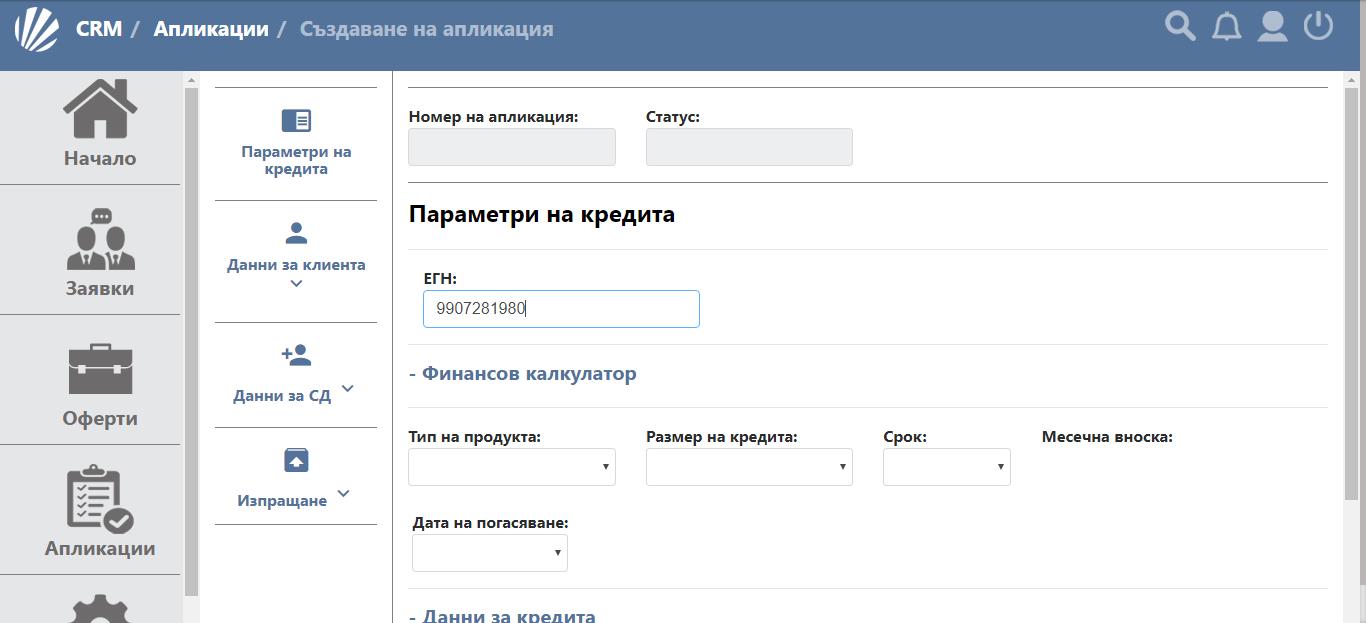 CRM / Апликации / Създаване на апликация
Начало
Заявки
Оферти
Апликации
Параметри на
кредита
Данни за клиента
Данни за СД
Изпращане
Номер на апликация:
Статус:
Параметри на кредита
ЕГН:
9907281980
- Финансов калкулатор
Тип на продукта:
Размер на кредита:
Срок:
Месечна вноска:
Дата на погасяване:
- Данни за кредита